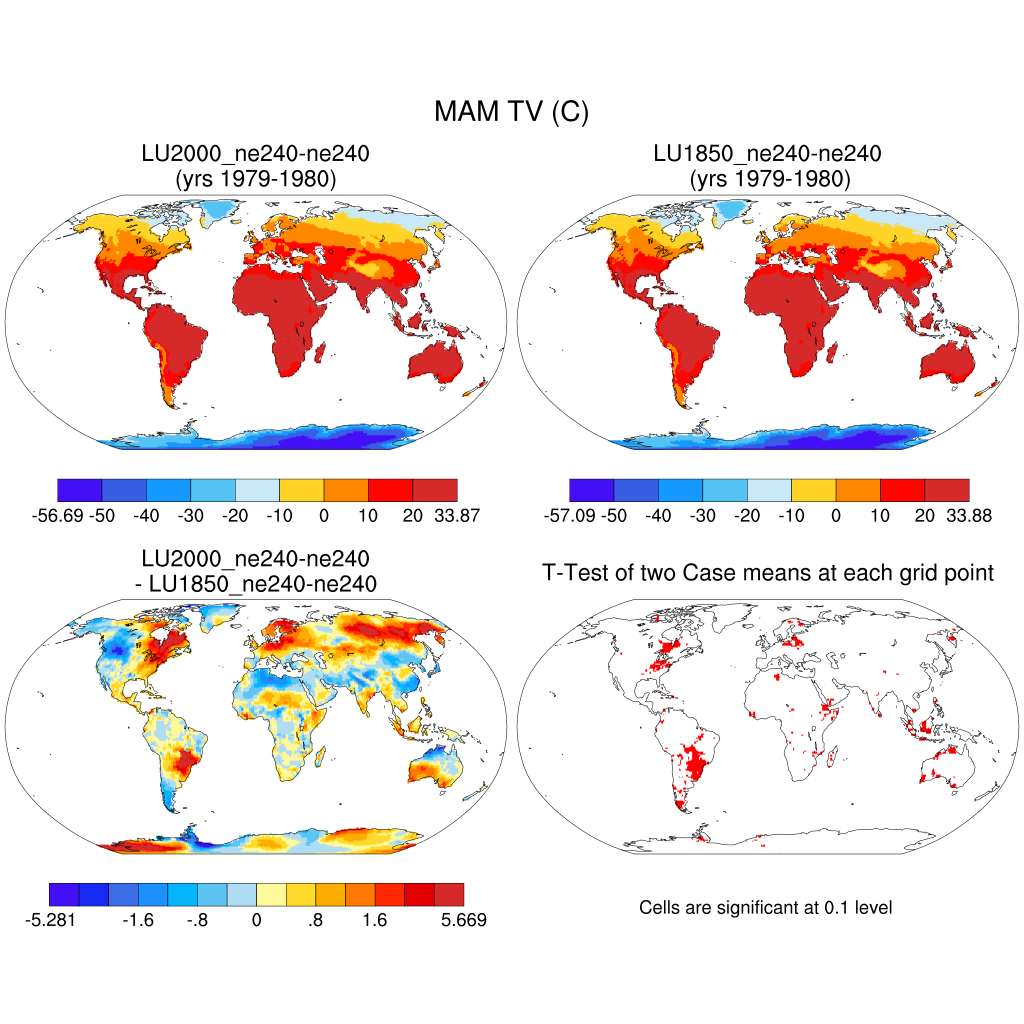 MAM TV (C)
LU2000_ne240-ne240
(yrs 1979-1980)
LU1850_ne240-ne240
(yrs 1979-1980)
-56.69 -50 -40 -30 -20 -10 0 10 20 33.87
-57.09 -50 -40 -30 -20 -10 0 10 20 33.88
LU2000_ne240-ne240
- LU1850_ne240-ne240
T-Test of two Case means at each grid point
-5.281 -1.6 -.8 0 .8 1.6 5.669
Cells are significant at 0.1 level